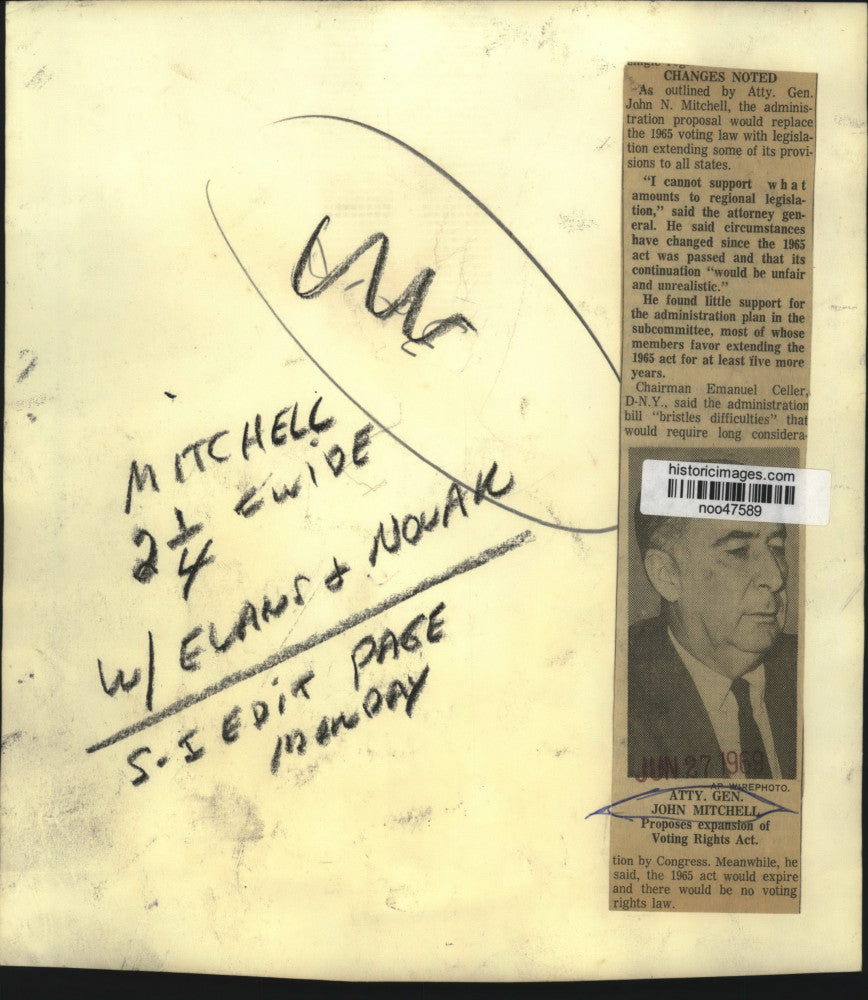 MITCHELL
2 1/4 WIDE
W/ EVANS & NOVAK
S-I EDIT PAGE
MONDAY
CHANGES NOTED
As outlined by Atty. Gen.
John N. Mitchell, the adminis-
tration proposal would replace
the 1965 voting law with legisla-
tion extending some of its provi-
sions to all states.
"I cannot support what
amounts to regional legisla-
tion," said the attorney gen-
eral. He said circumstances
have changed since the 1965
act was passed and that its
continuation "would be unfair
and unrealistic."
He found little support for
the administration plan in the
subcommittee, most of whose
members favor extending the
1965 act for at least five more
years.
Chairman Emanuel Celler,
D-N.Y., said the administration
bill "bristles difficulties" that
would require long considera-
historicimages.com
noo47589
JUN 27 1969
AP WIREPHOTO.
ATTY. GEN.
JOHN MITCHELL
Proposes expansion of
Voting Rights Act.
tion by Congress. Meanwhile, he
said, the 1965 act would expire
and there would be no voting
rights law.